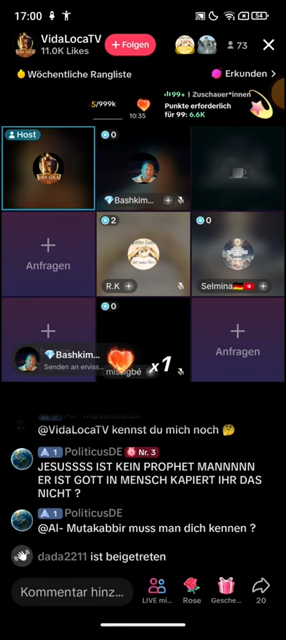 17:00
54
VidaLocaTV
11.0K Likes
+ Folgen
73
Wöchentliche Rangliste
Erkunden >
5/999k
10:35
99+ | Zuschauer*innen
Punkte erforderlich
für 99: 6.6K
Host
0
Bashkim...
+
Anfragen
2
R.K
0
Selmina
+
Anfragen
0
Bashkim...
Senden an erviss...
x1
+
Anfragen
@VidaLocaTV kennst du mich noch
1 PoliticusDE Nr. 3
JESUSSSS IST KEIN PROPHET MANNNNN
ER IST GOTT IN MENSCH KAPIERT IHR DAS
NICHT ?
1 PoliticusDE
@Al- Mutakabbir muss man dich kennen ?
dada2211 ist beigetreten
Kommentar hinz...
LIVE mi...
Rose
Gesche...
20